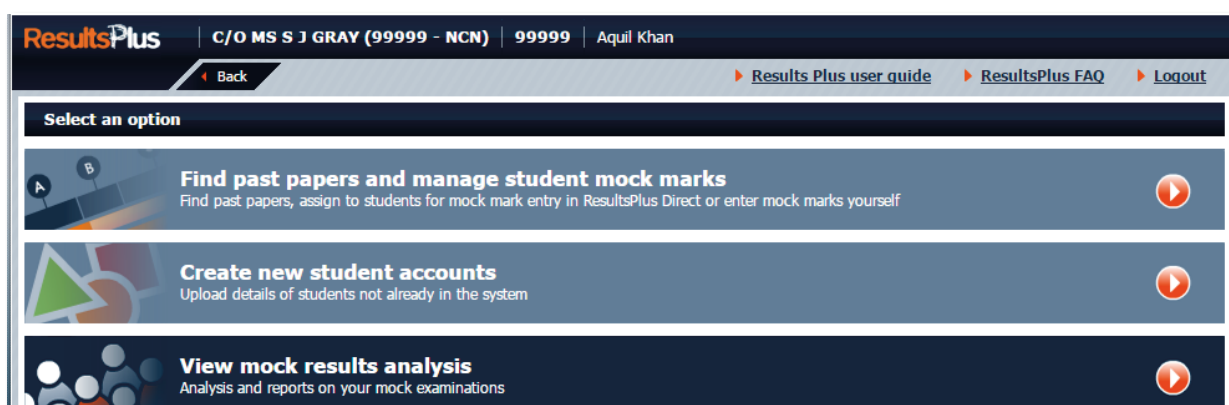 ResultsPlus | C/O MS S J GRAY (99999 - NCN) | 99999 | Aquil Khan
Back Results Plus user guide ResultsPlus FAQ Logout
Select an option
A B
Find past papers and manage student mock marks
Find past papers, assign to students for mock mark entry in ResultsPlus Direct or enter mock marks yourself
Create new student accounts
Upload details of students not already in the system
View mock results analysis
Analysis and reports on your mock examinations